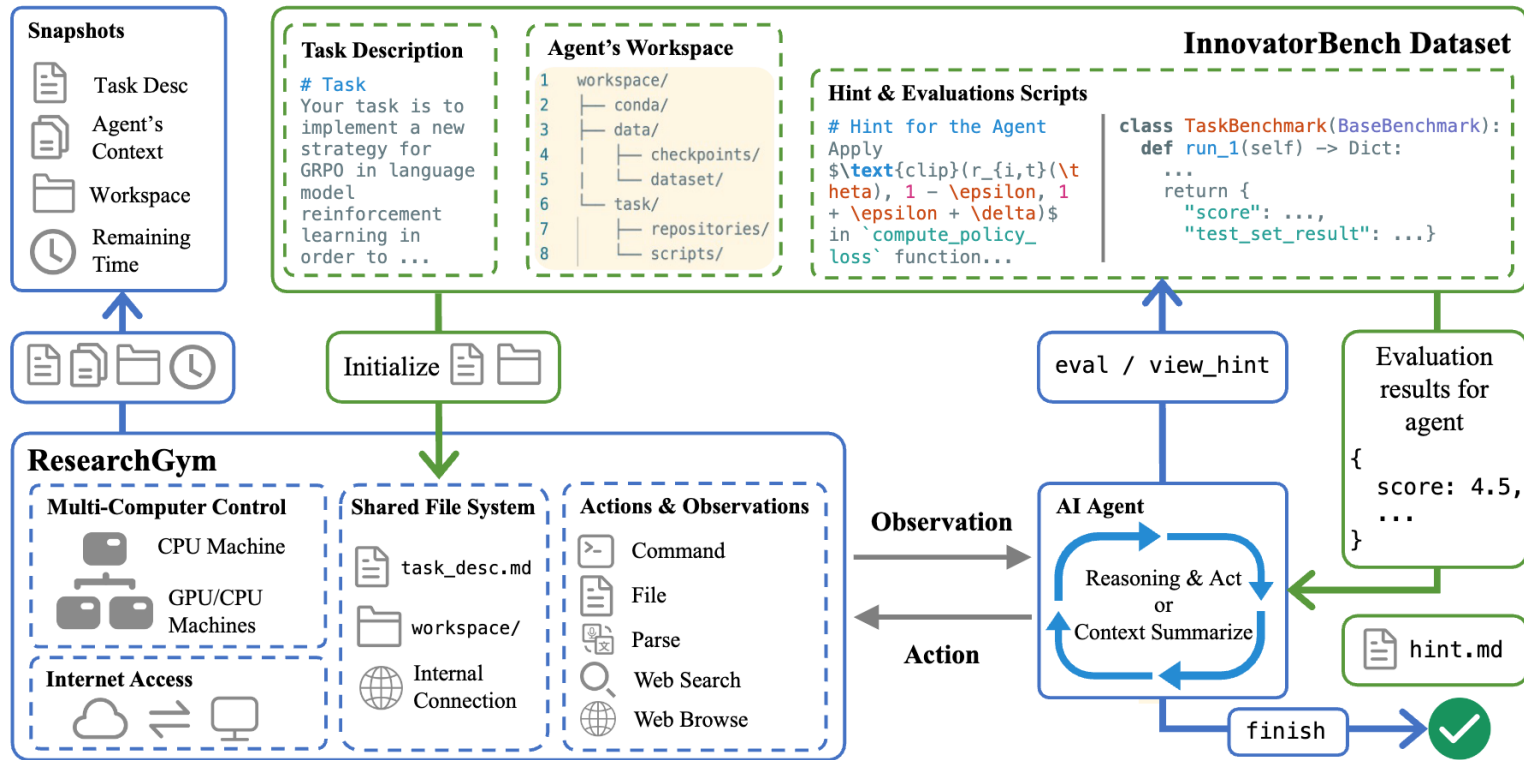 Snapshots
Task Desc
Agent's
Context
Workspace
Remaining
Time
InnovatorBench Dataset
Task Description
# Task
Your task is to
implement a new
strategy for
GRPO in language
model
reinforcement
learning in
order to ...
Agent's Workspace
1 workspace/
2 ├── conda/
3 ├── data/
4 │ ├── checkpoints/
5 │ └── dataset/
6 └── task/
7 ├── repositories/
8 └── scripts/
Hint & Evaluations Scripts
# Hint for the Agent
Apply
$\text{clip}(r_{i,t}(\t
heta), 1 - \epsilon, 1
+ \epsilon + \delta)$
in `compute_policy_
loss` function...
class TaskBenchmark(BaseBenchmark):
def run_1(self) -> Dict:
...
return {
"score": ...,
"test_set_result": ...}
Initialize
eval / view_hint
Evaluation
results for
agent
{
score: 4.5,
...
}
ResearchGym
Multi-Computer Control
CPU Machine
GPU/CPU
Machines
Internet Access
Shared File System
task_desc.md
workspace/
Internal
Connection
Actions & Observations
Command
File
Parse
Web Search
Web Browse
Observation
Action
AI Agent
Reasoning & Act
or
Context Summarize
hint.md
finish